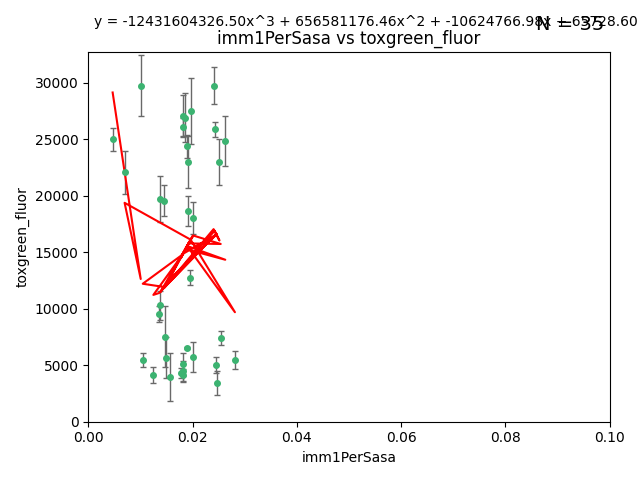 y = -12431604326.50x^3 + 656581176.46x^2 + -10624766.98x + 65728.60
N = 35
imm1PerSasa vs toxgreen_fluor
30000
25000
20000
15000
10000
5000
0
toxgreen_fluor
0.00 0.02 0.04 0.06 0.08 0.10
imm1PerSasa